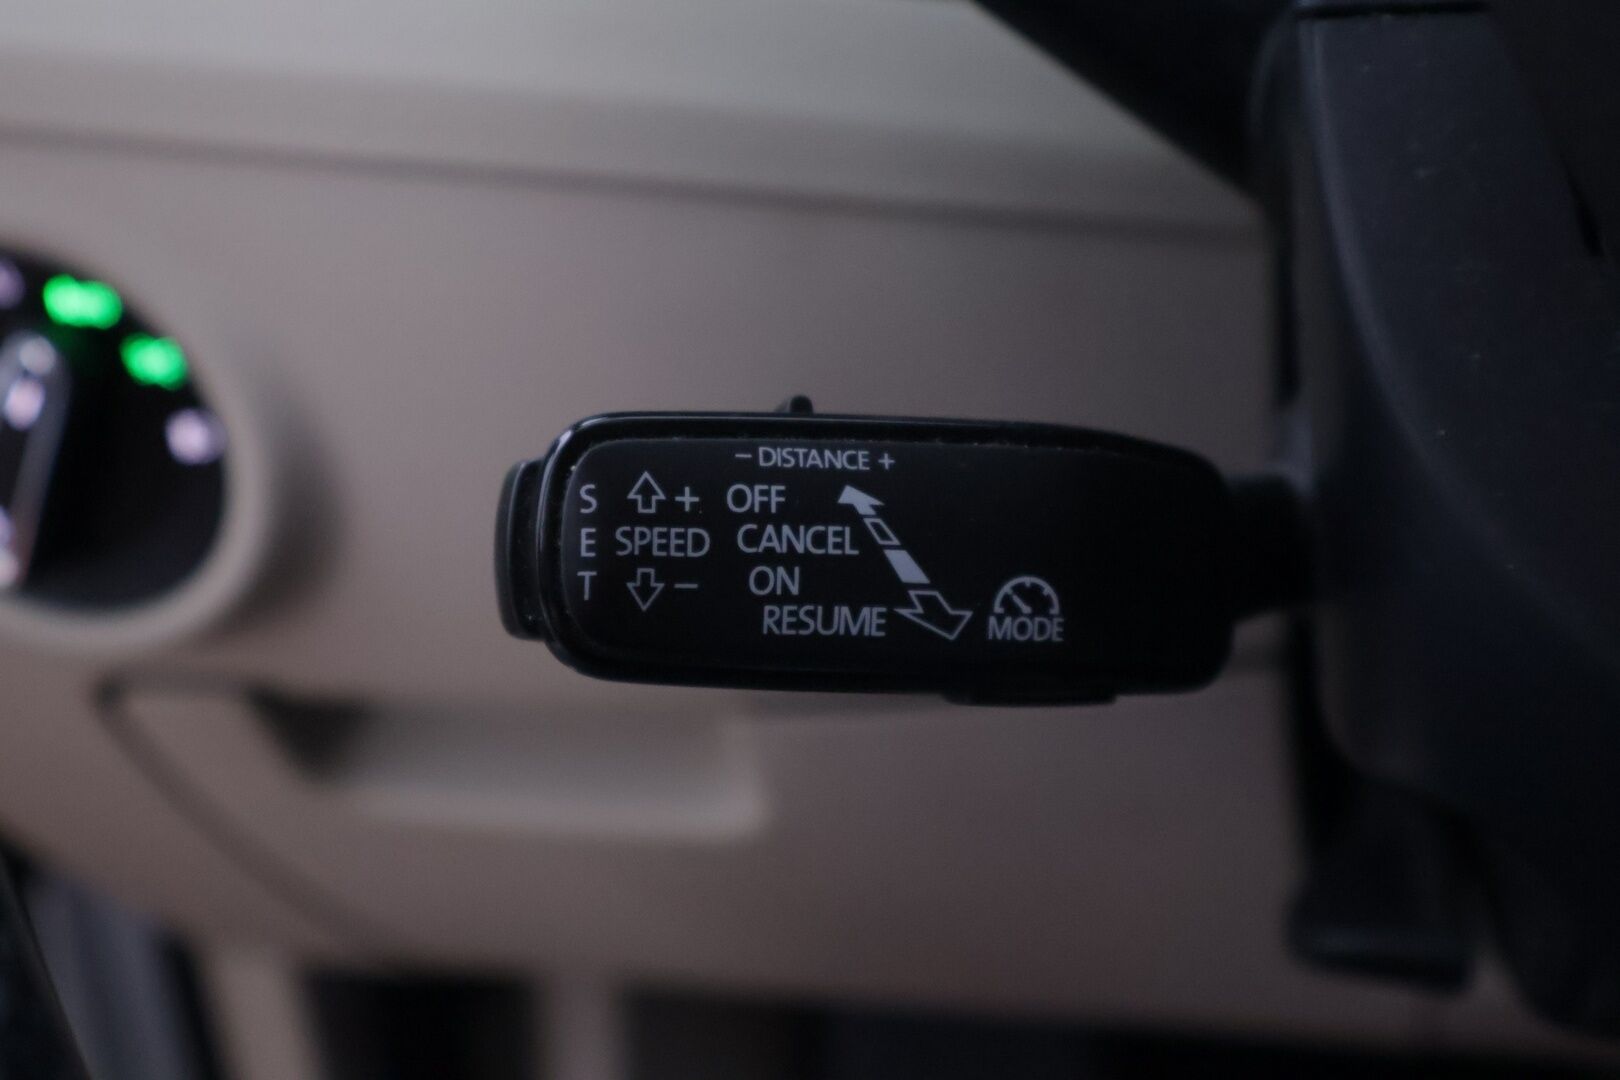 - DISTANCE +
S + OFF
E SPEED CANCEL
T - ON
RESUME
MODE